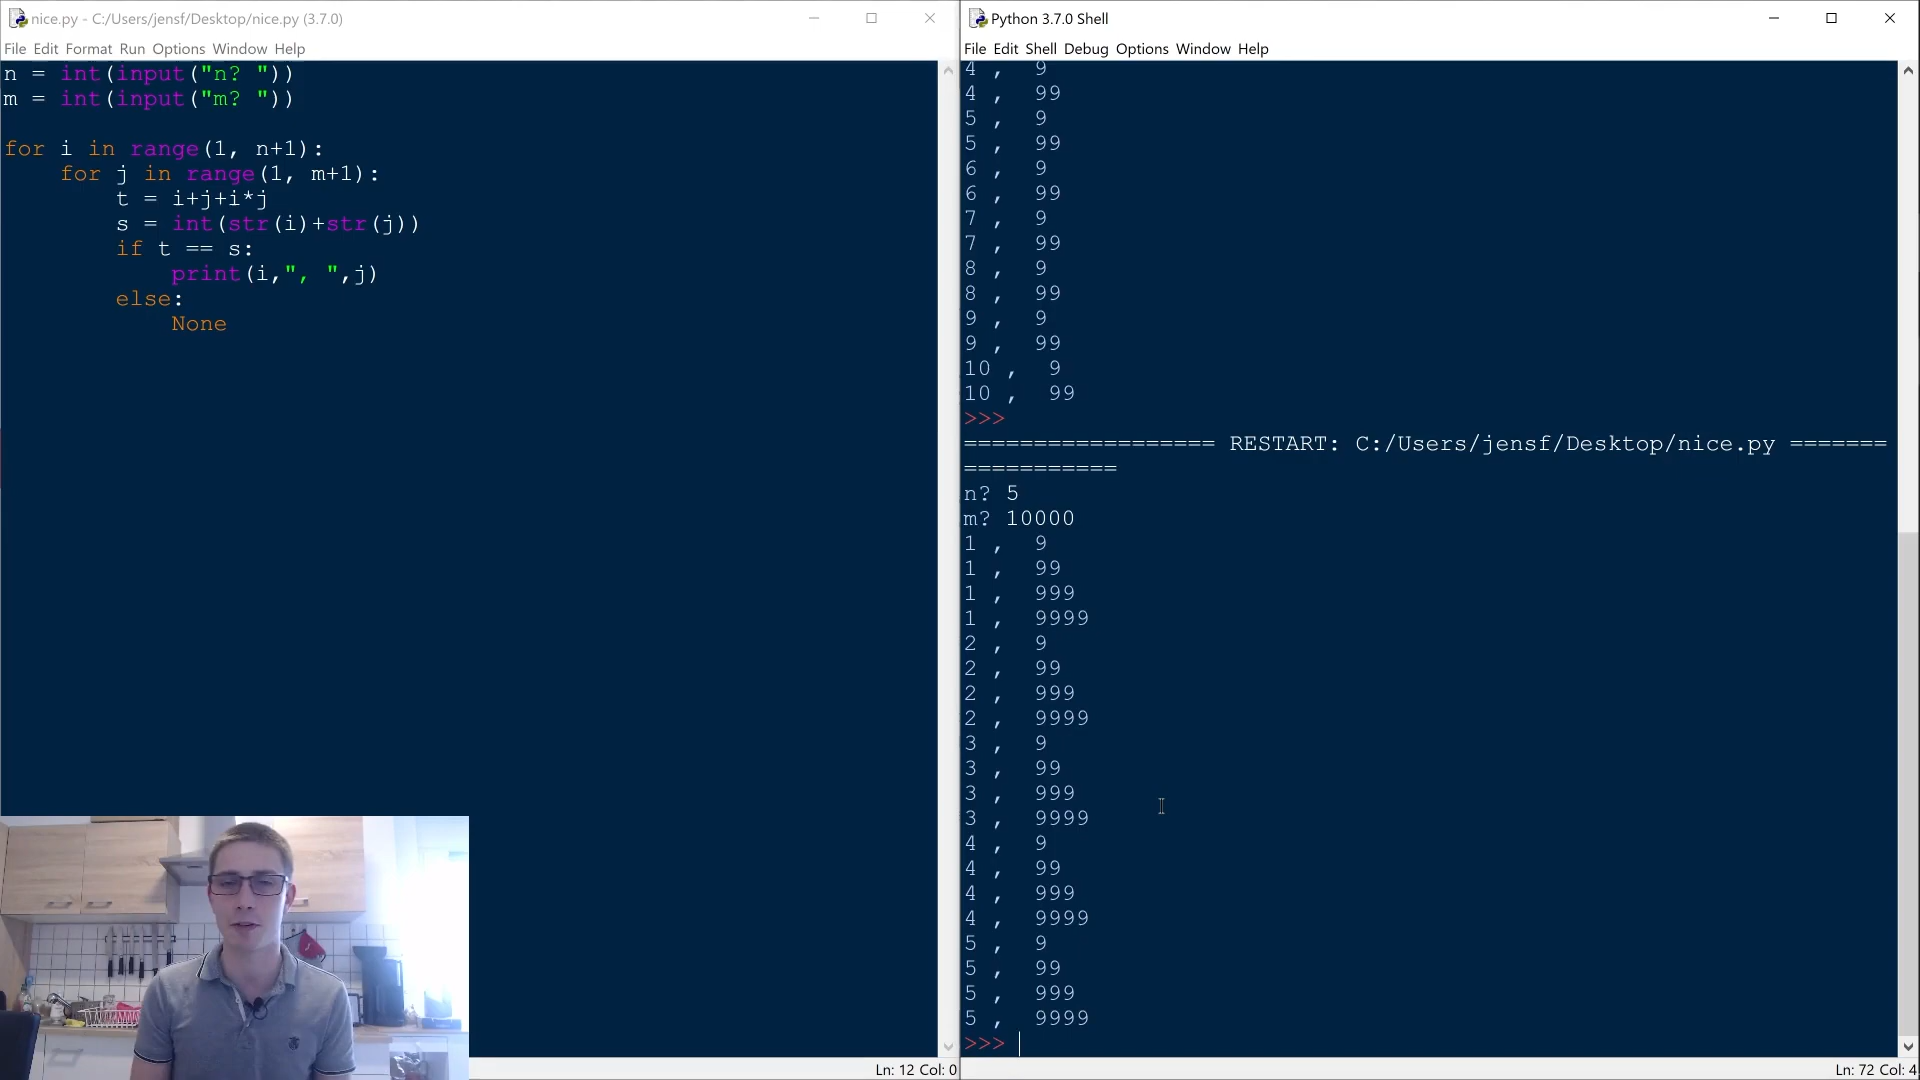 nice.py - C:/Users/jensf/Desktop/nice.py (3.7.0)
File Edit Format Run Options Window Help
n = int(input("n? "))
m = int(input("m? "))
for i in range(1, n+1):
    for j in range(1, m+1):
        t = i+j+i*j
        s = int(str(i)+str(j))
        if t == s:
            print(i,", ",j)
        else:
            None
Ln: 12 Col: 0
Python 3.7.0 Shell
File Edit Shell Debug Options Window Help
4 ,  9
4 ,  99
5 ,  9
5 ,  99
6 ,  9
6 ,  99
7 ,  9
7 ,  99
8 ,  9
8 ,  99
9 ,  9
9 ,  99
10 ,  9
10 ,  99
>>>
================== RESTART: C:/Users/jensf/Desktop/nice.py =======
===========
n? 5
m? 10000
1 ,  9
1 ,  99
1 ,  999
1 ,  9999
2 ,  9
2 ,  99
2 ,  999
2 ,  9999
3 ,  9
3 ,  99
3 ,  999
3 ,  9999
4 ,  9
4 ,  99
4 ,  999
4 ,  9999
5 ,  9
5 ,  99
5 ,  999
5 ,  9999
>>>
Ln: 72 Col: 4